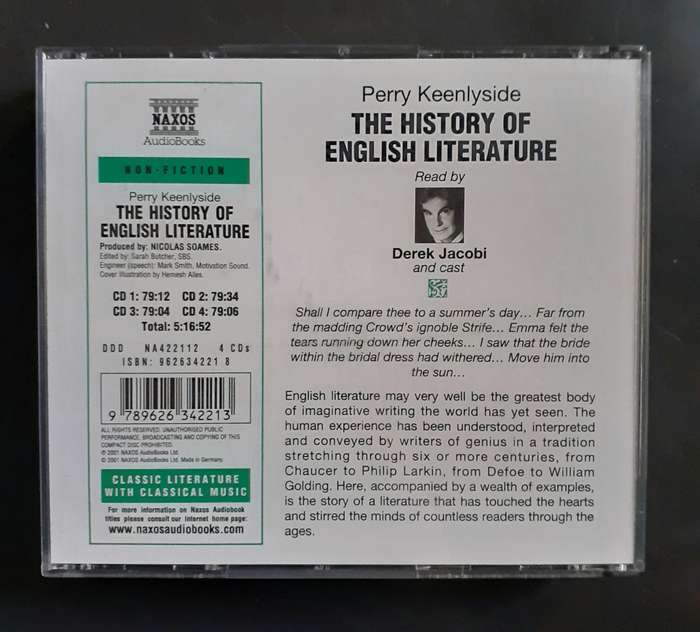 NAXOS
AudioBooks
NON-FICTION
Perry Keenlyside
THE HISTORY OF
ENGLISH LITERATURE
Produced by: NICOLAS SOAMES.
Edited by: Sarah Butcher, SBS.
Engineer (speech): Mark Smith, Motivation Sound.
Cover illustration by Hemesh Alles.
CD 1: 79:12 CD 2: 79:34
CD 3: 79:04 CD 4: 79:06
Total: 5:16:52
DDD NA422112 4 CDs
ISBN: 962634221 8
9 789626 342213
ALL RIGHTS RESERVED. UNAUTHORISED PUBLIC
PERFORMANCE, BROADCASTING AND COPYING OF THIS
COMPACT DISC PROHIBITED.
℗ 2001 NAXOS AudioBooks Ltd.
© 2001 NAXOS AudioBooks Ltd. Made in Germany.
CLASSIC LITERATURE
WITH CLASSICAL MUSIC
For more information on Naxos Audiobook
titles please consult our Internet home page:
www.naxosaudiobooks.com
Perry Keenlyside
THE HISTORY OF
ENGLISH LITERATURE
Read by
Derek Jacobi
and cast
Shall I compare thee to a summer's day… Far from
the madding Crowd's ignoble Strife… Emma felt the
tears running down her cheeks… I saw that the bride
within the bridal dress had withered… Move him into
the sun…
English literature may very well be the greatest body
of imaginative writing the world has yet seen. The
human experience has been understood, interpreted
and conveyed by writers of genius in a tradition
stretching through six or more centuries, from
Chaucer to Philip Larkin, from Defoe to William
Golding. Here, accompanied by a wealth of examples,
is the story of a literature that has touched the hearts
and stirred the minds of countless readers through the
ages.